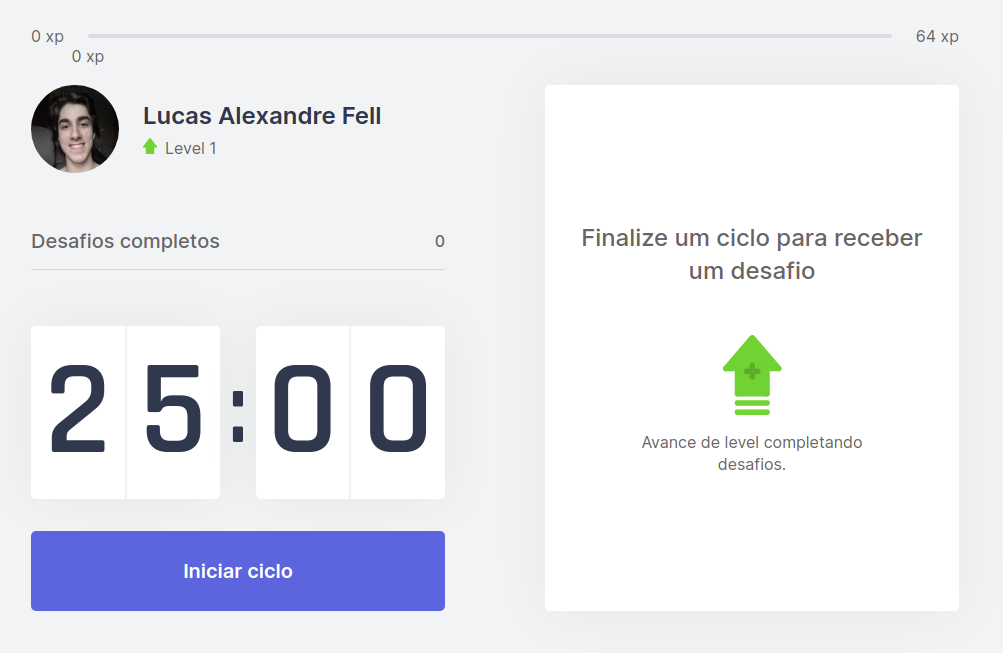 0 xp
64 xp
0 xp
Lucas Alexandre Fell
Level 1
Desafios completos
0
25:00
Iniciar ciclo
Finalize um ciclo para receber
um desafio
Avance de level completando
desafios.